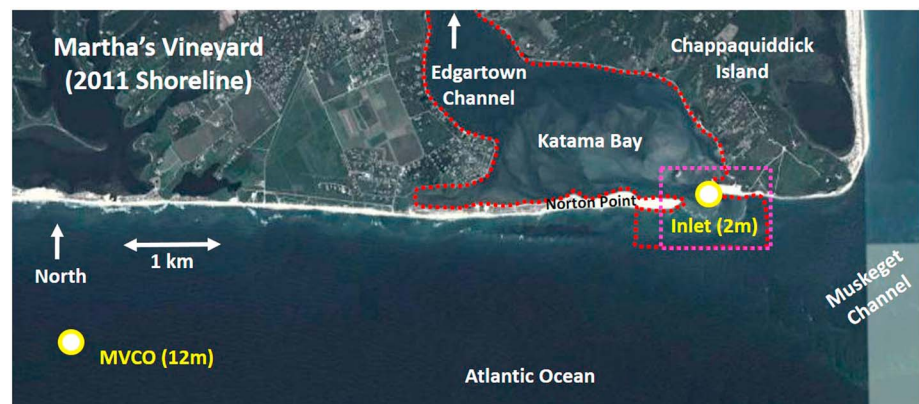 Martha's Vineyard
(2011 Shoreline)
Edgartown
Channel
Chappaquiddick
Island
Katama Bay
Norton Point
Inlet (2m)
North
1 km
Muskeget
Channel
MVCO (12m)
Atlantic Ocean